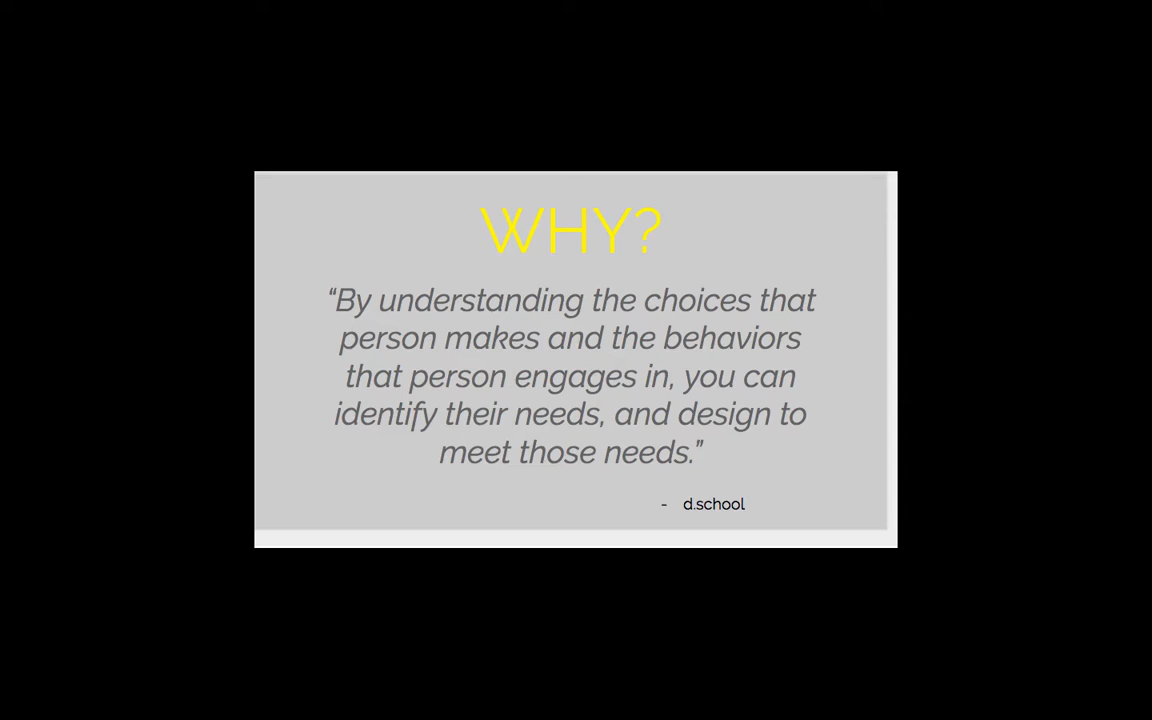 WHY?
“By understanding the choices that
person makes and the behaviors
that person engages in, you can
identify their needs, and design to
meet those needs.”
- d.school